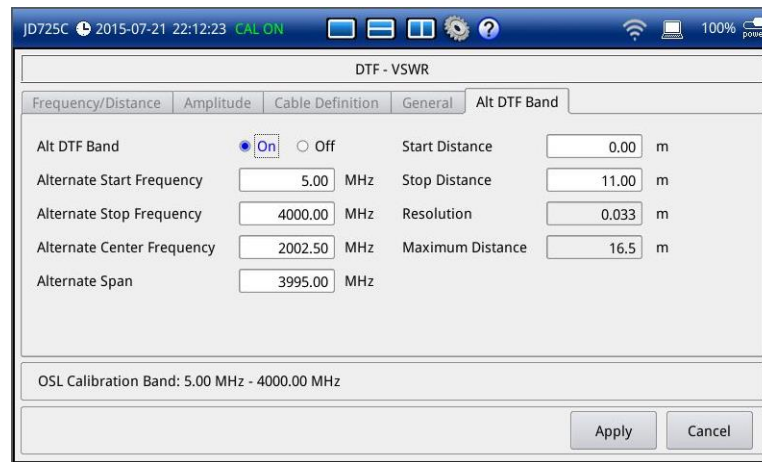 JD725C 2015-07-21 22:12:23 CAL ON 100%
DTF - VSWR
Frequency/Distance Amplitude Cable Definition General Alt DTF Band
Alt DTF Band On Off Start Distance 0.00 m
Alternate Start Frequency 5.00 MHz Stop Distance 11.00 m
Alternate Stop Frequency 4000.00 MHz Resolution 0.033 m
Alternate Center Frequency 2002.50 MHz Maximum Distance 16.5 m
Alternate Span 3995.00 MHz
OSL Calibration Band: 5.00 MHz - 4000.00 MHz
Apply Cancel